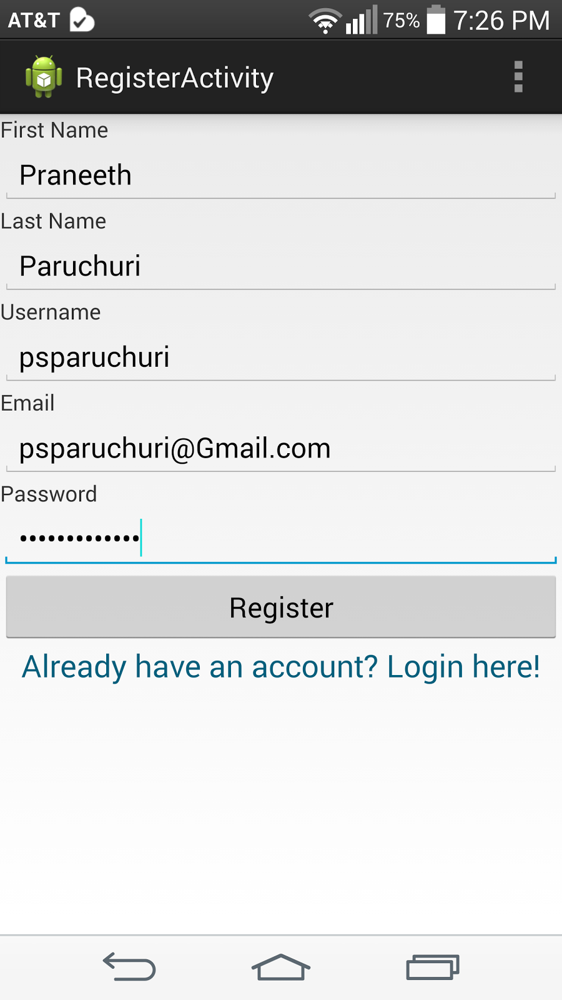 AT&T 75% 7:26 PM
RegisterActivity
First Name
Praneeth
Last Name
Paruchuri
Username
psparuchuri
Email
psparuchuri@Gmail.com
Password
•••••••••••••
Register
Already have an account? Login here!